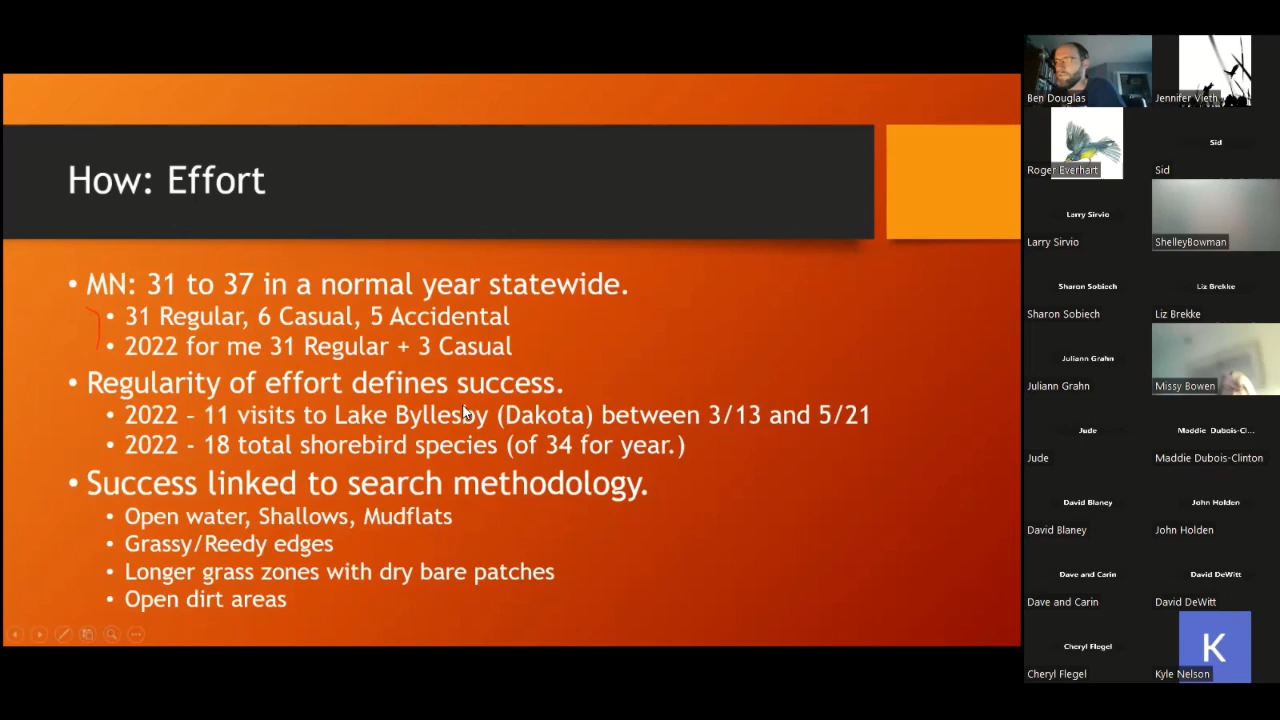 How: Effort
• MN: 31 to 37 in a normal year statewide.
• 31 Regular, 6 Casual, 5 Accidental
• 2022 for me 31 Regular + 3 Casual
• Regularity of effort defines success.
• 2022 – 11 visits to Lake Byllesby (Dakota) between 3/13 and 5/21
• 2022 - 18 total shorebird species (of 34 for year.)
• Success linked to search methodology.
• Open water, Shallows, Mudflats
• Grassy/Reedy edges
• Longer grass zones with dry bare patches
• Open dirt areas
Ben Douglas
Jennifer Vieth
Roger Everhart
Sid
Sid
Larry Sirvio
Larry Sirvio
ShelleyBowman
Sharon Sobiech
Sharon Sobiech
Liz Brekke
Liz Brekke
Juliann Grahn
Juliann Grahn
Missy Bowen
Jude
Jude
Maddie Dubois-Cl...
Maddie Dubois-Clinton
David Blaney
David Blaney
John Holden
John Holden
Dave and Carin
Dave and Carin
David DeWitt
David DeWitt
Cheryl Flegel
Cheryl Flegel
K
Kyle Nelson